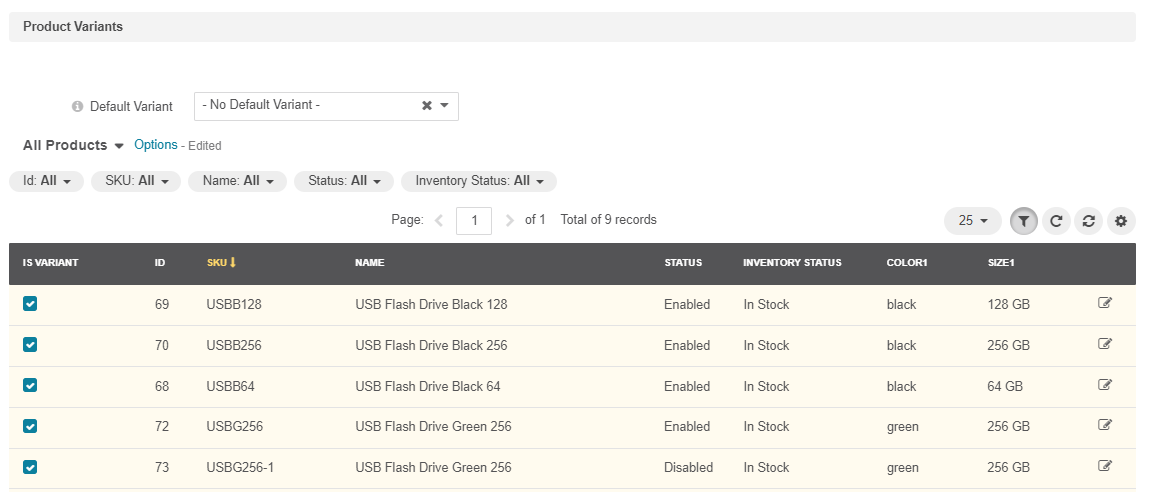 Product Variants
Default Variant - No Default Variant -
All Products Options - Edited
Id: All SKU: All Name: All Status: All Inventory Status: All
Page: 1 of 1 Total of 9 records 25
IS VARIANT ID SKU NAME STATUS INVENTORY STATUS COLOR1 SIZE1
69 USBB128 USB Flash Drive Black 128 Enabled In Stock black 128 GB
70 USBB256 USB Flash Drive Black 256 Enabled In Stock black 256 GB
68 USBB64 USB Flash Drive Black 64 Enabled In Stock black 64 GB
72 USBG256 USB Flash Drive Green 256 Enabled In Stock green 256 GB
73 USBG256-1 USB Flash Drive Green 256 Disabled In Stock green 256 GB